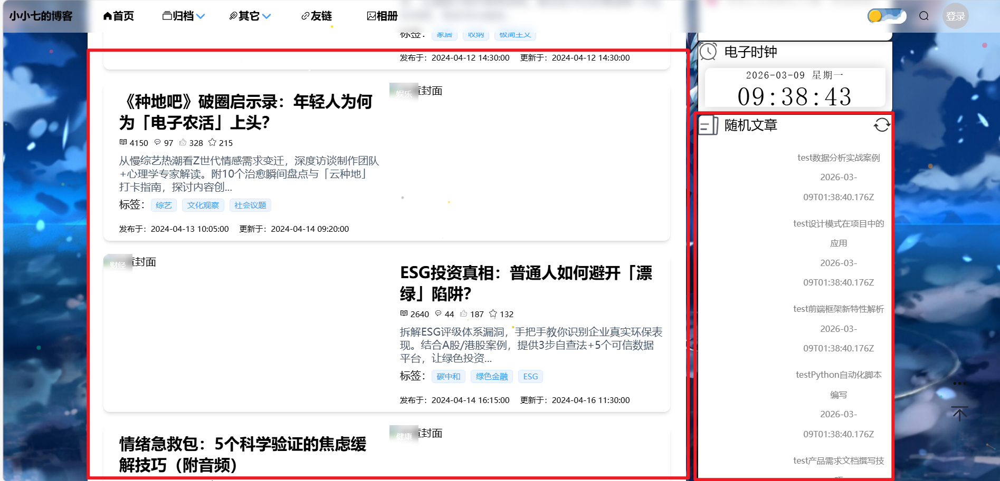 小小七的博客
首页
归档
其它
友链
相册
登录
标签：
家居
收纳
极简主义
发布于：2024-04-12 14:30:00 更新于：2024-04-12 14:30:00
《种地吧》破圈启示录：年轻人为何
为「电子农活」上头？
4150 97 328 215
从慢综艺热潮看Z世代情感需求变迁，深度访谈制作团队
+心理学专家解读。附10个治愈瞬间盘点与「云种地」
打卡指南，探讨内容创...
标签：
综艺
文化观察
社会议题
发布于：2024-04-13 10:05:00 更新于：2024-04-14 09:20:00
娱乐
封面
财经
封面
ESG投资真相：普通人如何避开「漂
绿」陷阱？
2640 44 187 132
拆解ESG评级体系漏洞，手把手教你识别企业真实环保表
现。结合A股/港股案例，提供3步自查法+5个可信数据
平台，让绿色投资...
标签：
碳中和
绿色金融
ESG
发布于：2024-04-14 16:15:00 更新于：2024-04-16 11:30:00
情绪急救包：5个科学验证的焦虑缓
解技巧（附音频）
健康
封面
电子时钟
2026-03-09 星期一
09:38:43
随机文章
test数据分析实战案例
2026-03-
09T01:38:40.176Z
test设计模式在项目中的
应用
2026-03-
09T01:38:40.176Z
test前端框架新特性解析
2026-03-
09T01:38:40.176Z
testPython自动化脚本
编写
2026-03-
09T01:38:40.176Z
test产品需求文档撰写技